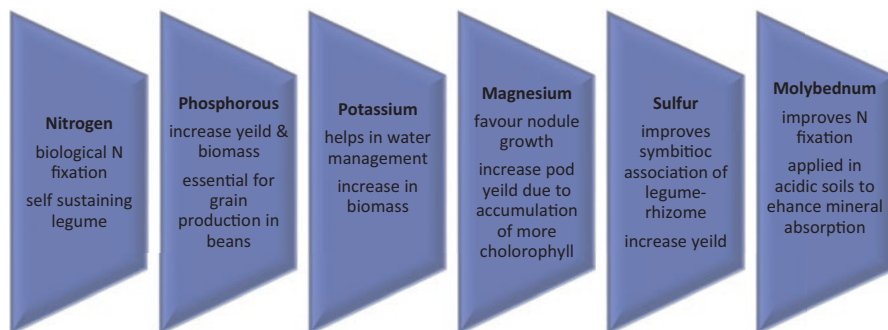 Nitrogen
biological N
fixation
self sustaining
legume
Phosphorous
increase yeild &
biomass
essential for
grain
production in
beans
Potassium
helps in water
management
increase in
biomass
Magnesium
favour nodule
growth
increase pod
yeild due to
accumulation
of more
cholorophyll
Sulfur
improves
symbitioc
association of
legume-
rhizome
increase yeild
Molybednum
improves N
fixation
applied in
acidic soils to
ehance mineral
absorption